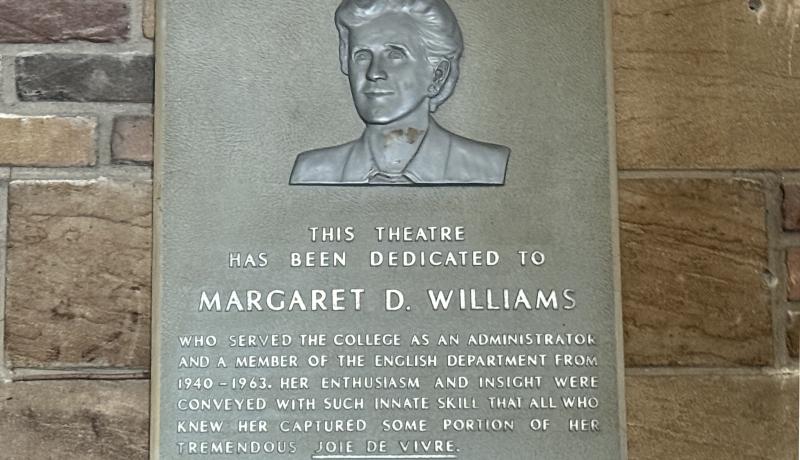 THIS THEATRE
HAS BEEN DEDICATED TO
MARGARET D. WILLIAMS
WHO SERVED THE COLLEGE AS AN ADMINISTRATOR
AND A MEMBER OF THE ENGLISH DEPARTMENT FROM
1940-1963. HER ENTHUSIASM AND INSIGHT WERE
CONVEYED WITH SUCH INNATE SKILL THAT ALL WHO
KNEW HER CAPTURED SOME PORTION OF HER
TREMENDOUS JOIE DE VIVRE.